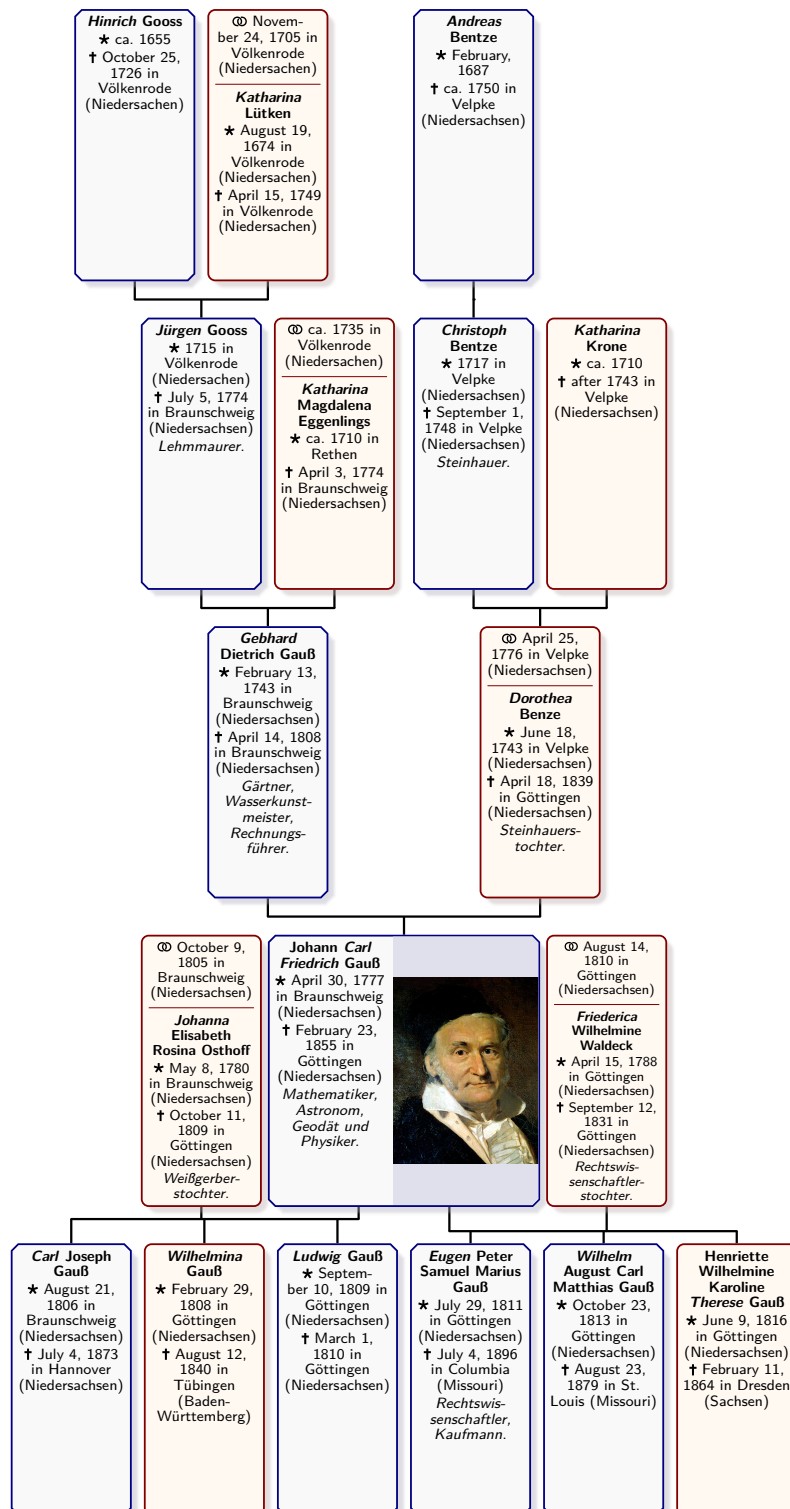 Hinrich Gooss
★ ca. 1655
† October 25,
1726 in
Völkenrode
(Niedersachen)
⚭ Novem-
ber 24, 1705 in
Völkenrode
(Niedersachen)
Katharina
Lütken
★ August 19,
1674 in
Völkenrode
(Niedersachen)
† April 15, 1749
in Völkenrode
(Niedersachen)
Andreas
Bentze
★ February,
1687
† ca. 1750 in
Velpke
(Niedersachsen)
Jürgen Gooss
★ 1715 in
Völkenrode
(Niedersachen)
† July 5, 1774
in Braunschweig
(Niedersachsen)
Lehmmaurer.
⚭ ca. 1735 in
Völkenrode
(Niedersachen)
Katharina
Magdalena
Eggenlings
★ ca. 1710 in
Rethen
† April 3, 1774
in Braunschweig
(Niedersachsen)
Christoph
Bentze
★ 1717 in
Velpke
(Niedersachsen)
† September 1,
1748 in Velpke
(Niedersachsen)
Steinhauer.
Katharina
Krone
★ ca. 1710
† after 1743 in
Velpke
(Niedersachsen)
Gebhard
Dietrich Gauß
★ February 13,
1743 in
Braunschweig
(Niedersachsen)
† April 14, 1808
in Braunschweig
(Niedersachsen)
Gärtner,
Wasserkunst-
meister,
Rechnungs-
führer.
⚭ April 25,
1776 in Velpke
(Niedersachsen)
Dorothea
Benze
★ June 18,
1743 in Velpke
(Niedersachsen)
† April 18, 1839
in Göttingen
(Niedersachsen)
Steinhauers-
tochter.
⚭ October 9,
1805 in
Braunschweig
(Niedersachsen)
Johanna
Elisabeth
Rosina Osthoff
★ May 8, 1780
in Braunschweig
(Niedersachsen)
† October 11,
1809 in
Göttingen
(Niedersachsen)
Weißgerber-
tochter.
Johann Carl
Friedrich Gauß
★ April 30, 1777
in Braunschweig
(Niedersachsen)
† February 23,
1855 in
Göttingen
(Niedersachsen)
Mathematiker,
Astronom,
Geodät und
Physiker.
⚭ August 14,
1810 in
Göttingen
(Niedersachsen)
Friederica
Wilhelmine
Waldeck
★ April 15, 1788
in Göttingen
(Niedersachsen)
† September 12,
1831 in
Göttingen
(Niedersachsen)
Rechtswis-
senschaftler-
stochter.
Carl Joseph
Gauß
★ August 21,
1806 in
Braunschweig
(Niedersachsen)
† July 4, 1873
in Hannover
(Niedersachsen)
Wilhelmina
Gauß
★ February 29,
1808 in
Göttingen
(Niedersachsen)
† August 12,
1840 in
Tübingen
(Baden-
Württemberg)
Ludwig Gauß
★ Septem-
ber 10, 1809 in
Göttingen
(Niedersachsen)
† March 1,
1810 in
Göttingen
(Niedersachsen)
Eugen Peter
Samuel Marius
Gauß
★ July 29, 1811
in Göttingen
(Niedersachsen)
† July 4, 1896
in Columbia
(Missouri)
Rechtswis-
senschaftler,
Kaufmann.
Wilhelm
August Carl
Matthias Gauß
★ October 23,
1813 in
Göttingen
(Niedersachsen)
† August 23,
1879 in St.
Louis (Missouri)
Henriette
Wilhelmine
Karoline
Therese Gauß
★ June 9, 1816
in Göttingen
(Niedersachsen)
† February 11,
1864 in Dresden
(Sachsen)